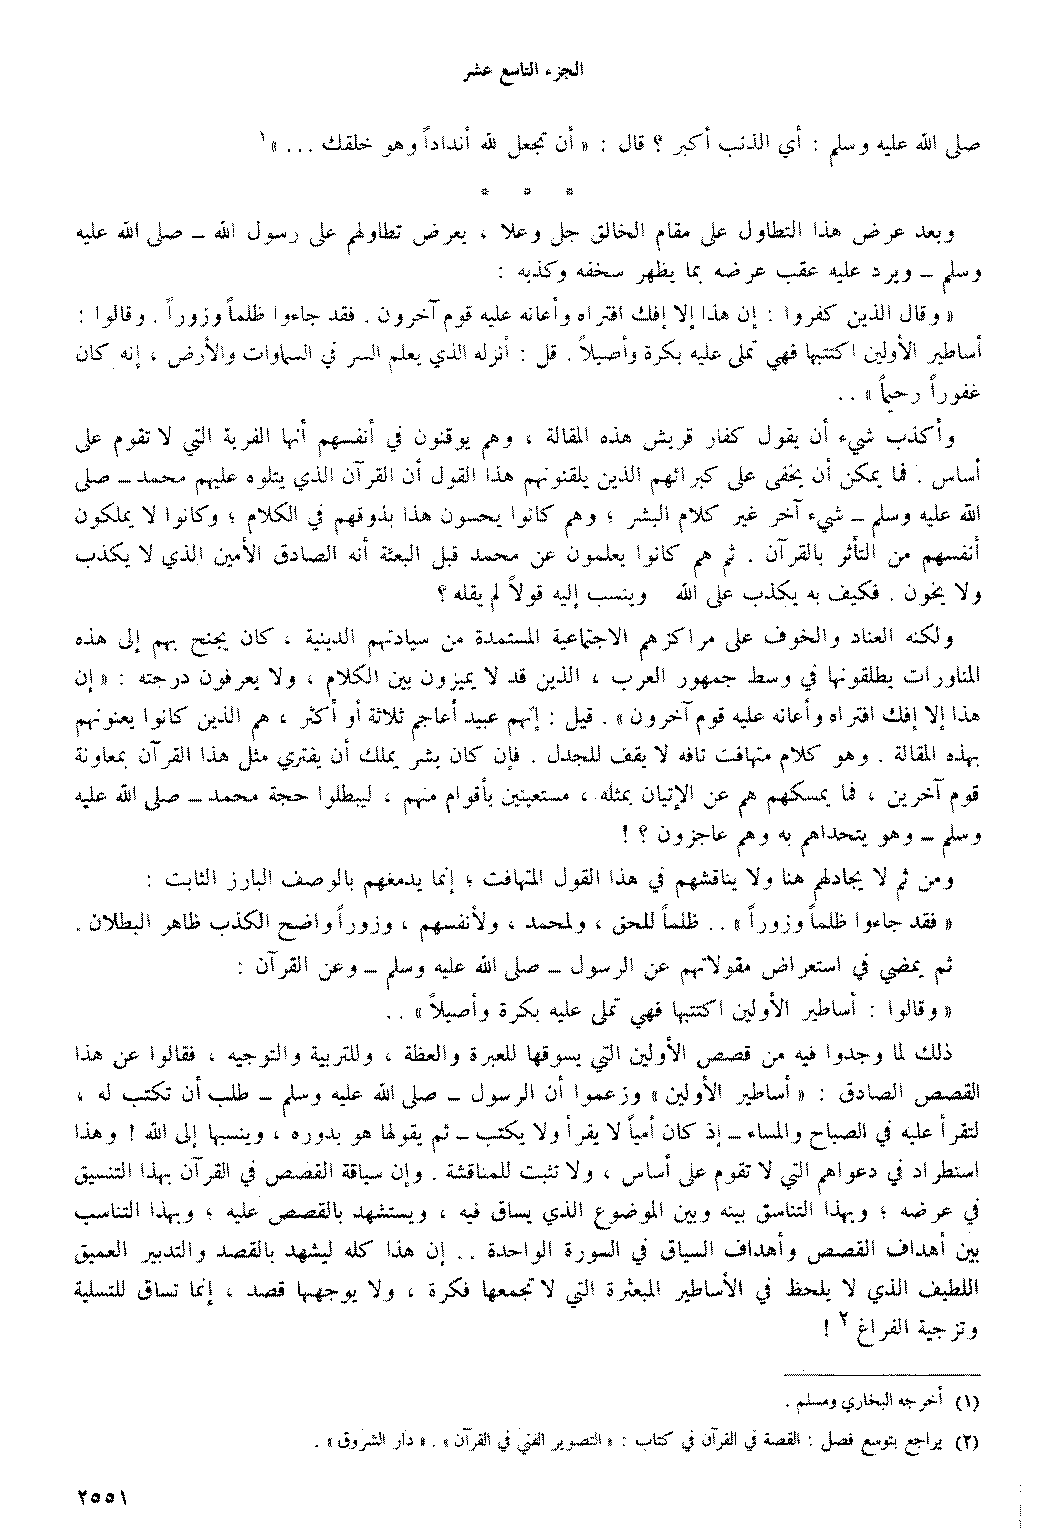 الجزء التاسع عشر
صلى الله عليه وسلم : أي الذنب أكبر ؟ قال : « أن تجعل لله أنداداً وهو خلقك ... »١
* * *
وبعد عرض هذا التطاول على مقام الخالق جل وعلا ، يعرض تطاولهم على رسول الله – صلى الله عليه
وسلم – ويرد عليه عقب عرضه بما يظهر سخفه وكذبه :
« وقال الذين كفروا : إن هذا إلا إفك افتراه وأعانه عليه قوم آخرون . فقد جاءوا ظلماً وزوراً . وقالوا :
أساطير الأولين اكتتبها فهي تملى عليه بكرة وأصيلاً . قل : أنزله الذي يعلم السر في السماوات والأرض ، إنه كان
غفوراً رحيماً » ..
وأكذب شيء أن يقول كفار قريش هذه المقالة ، وهم يوقنون في أنفسهم أنها الفرية التي لا تقوم على
أساس . فما يمكن أن يخفى على كبرائهم الذين يلقنونهم هذا القول أن القرآن الذي يتلوه عليهم محمد – صلى
الله عليه وسلم – شيء آخر غير كلام البشر ؛ وهم كانوا يحسون هذا بذوقهم في الكلام ؛ وكانوا لا يملكون
أنفسهم من التأثر بالقرآن . ثم هم كانوا يعلمون عن محمد قبل البعثة أنه الصادق الأمين الذي لا يكذب
ولا يخون . فكيف به يكذب على الله وينسب إليه قولاً لم يقله ؟
ولكنه العناد والخوف على مراكزهم الاجتماعية المستمدة من سيادتهم الدينية ، كان يجنح بهم إلى هذه
المناورات يطلقونها في وسط جمهور العرب ، الذين قد لا يميزون بين الكلام ، ولا يعرفون درجته : « إن
هذا إلا إفك افتراه وأعانه عليه قوم آخرون » . قيل : إنهم عبيد أعاجم ثلاثة أو أكثر ، هم الذين كانوا يعنونهم
بهذه المقالة . وهو كلام متهافت تافه لا يقف للجدل . فإن كان بشر يملك أن يفتري مثل هذا القرآن بمعاونة
قوم آخرين ، فما يمسكهم هم عن الإتيان بمثله ، مستعينين بأقوام منهم ، ليبطلوا حجة محمد – صلى الله عليه
وسلم – وهو يتحداهم به وهم عاجزون ؟ !
ومن ثم لا يجادلهم هنا ولا يناقشهم في هذا القول المتهافت ؛ إنما يدمغهم بالوصف البارز الثابت :
« فقد جاءوا ظلماً وزوراً » .. ظلماً للحق ، ولمحمد ، ولأنفسهم ، وزوراً واضح الكذب ظاهر البطلان .
ثم يمضي في استعراض مقولاتهم عن الرسول – صلى الله عليه وسلم – وعن القرآن :
« وقالوا : أساطير الأولين اكتتبها فهي تملى عليه بكرة وأصيلاً » ..
ذلك لما وجدوا فيه من قصص الأولين التي يسوقها للعبرة والعظة ، وللتربية والتوجيه ، فقالوا عن هذا
القصص الصادق : « أساطير الأولين » وزعموا أن الرسول – صلى الله عليه وسلم – طلب أن تكتب له ،
لتقرأ عليه في الصباح والمساء – إذ كان أمياً لا يقرأ ولا يكتب – ثم يقولها هو بدوره ، وينسبها إلى الله ! وهذا
استطراد في دعواهم التي لا تقوم على أساس ، ولا تثبت للمناقشة . وإن سياقة القصص في القرآن بهذا التنسيق
في عرضه ؛ وبهذا التناسق بينه وبين الموضوع الذي يساق فيه ، ويستشهد بالقصص عليه ؛ وبهذا التناسب
بين أهداف القصص وأهداف السياق في السورة الواحدة .. إن هذا كله ليشهد بالقصد والتدبير العميق
اللطيف الذي لا يلحظ في الأساطير المبعثرة التي لا تجمعها فكرة ، ولا يوجهها قصد ، إنما تساق للتسلية
وتزجية الفراغ ٢ !
(١) أخرجه البخاري ومسلم .
(٢) يراجع بتوسع فصل : القصة في القرآن في كتاب : « التصوير الفني في القرآن » . « دار الشروق » .
٢٥٥١